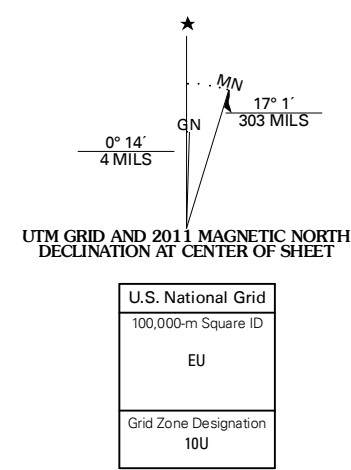 MN
17° 1´
303 MILS
GN
0° 14´
4 MILS
UTM GRID AND 2011 MAGNETIC NORTH
DECLINATION AT CENTER OF SHEET
U.S. National Grid
100,000-m Square ID
EU
Grid Zone Designation
10U